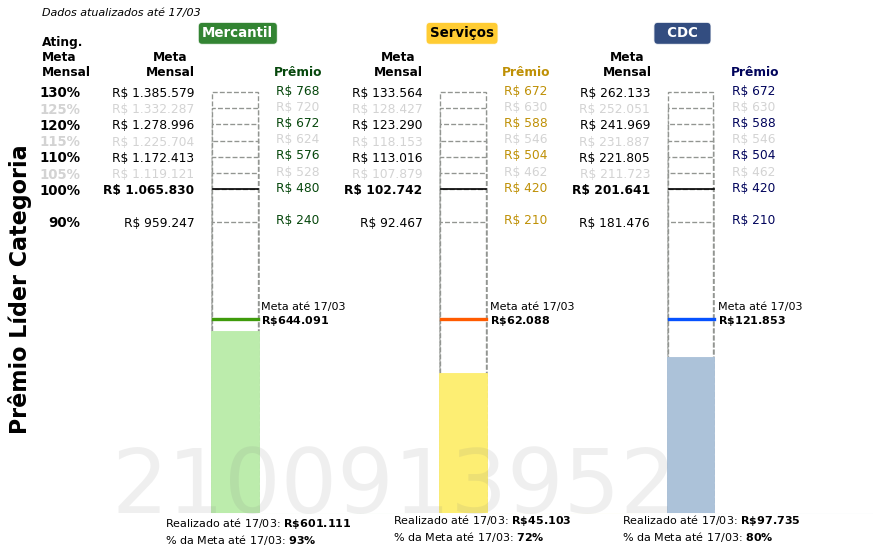 Dados atualizados até 17/03
Mercantil Serviços CDC
Ating. Meta Mensal Meta Mensal Prêmio Meta Mensal Prêmio Meta Mensal Prêmio
130% R$ 1.385.579 R$ 768 R$ 133.564 R$ 672 R$ 262.133 R$ 672
125% R$ 1.332.287 R$ 720 R$ 128.427 R$ 630 R$ 252.051 R$ 630
120% R$ 1.278.996 R$ 672 R$ 123.290 R$ 588 R$ 241.969 R$ 588
115% R$ 1.225.704 R$ 624 R$ 118.153 R$ 546 R$ 231.887 R$ 546
110% R$ 1.172.413 R$ 576 R$ 113.016 R$ 504 R$ 221.805 R$ 504
105% R$ 1.119.121 R$ 528 R$ 107.879 R$ 462 R$ 211.723 R$ 462
100% R$ 1.065.830 R$ 480 R$ 102.742 R$ 420 R$ 201.641 R$ 420
90% R$ 959.247 R$ 240 R$ 92.467 R$ 210 R$ 181.476 R$ 210
Prêmio Líder Categoria
Meta até 17/03 Meta até 17/03 Meta até 17/03
R$644.091 R$62.088 R$121.853
2100913952
Realizado até 17/03: R$601.111 Realizado até 17/03: R$45.103 Realizado até 17/03: R$97.735
% da Meta até 17/03: 93% % da Meta até 17/03: 72% % da Meta até 17/03: 80%